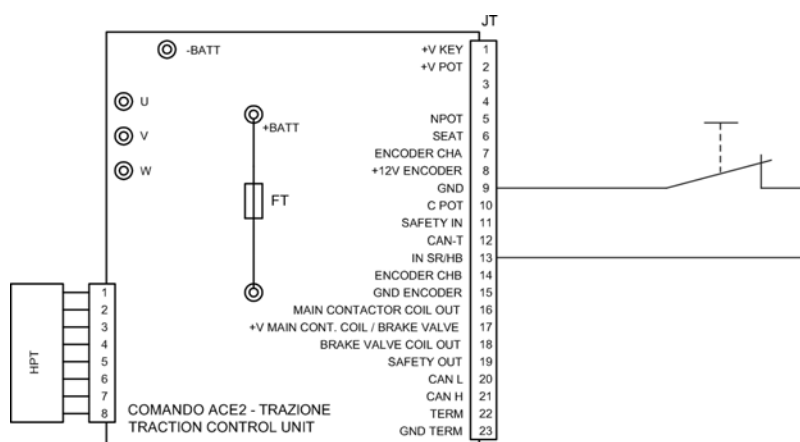 JT
-BATT
+V KEY 1
+V POT 2
3
U
4
+BATT
NPOT 5
V
SEAT 6
ENCODER CHA 7
W
+12V ENCODER 8
FT
GND 9
C POT 10
SAFETY IN 11
CAN-T 12
IN SR/HB 13
ENCODER CHB 14
1
GND ENCODER 15
2
MAIN CONTACTOR COIL OUT 16
3
+V MAIN CONT. COIL / BRAKE VALVE 17
4
BRAKE VALVE COIL OUT 18
HPT
5
SAFETY OUT 19
6
CAN L 20
7
CAN H 21
8
COMANDO ACE2 - TRAZIONE
TERM 22
TRACTION CONTROL UNIT
GND TERM 23